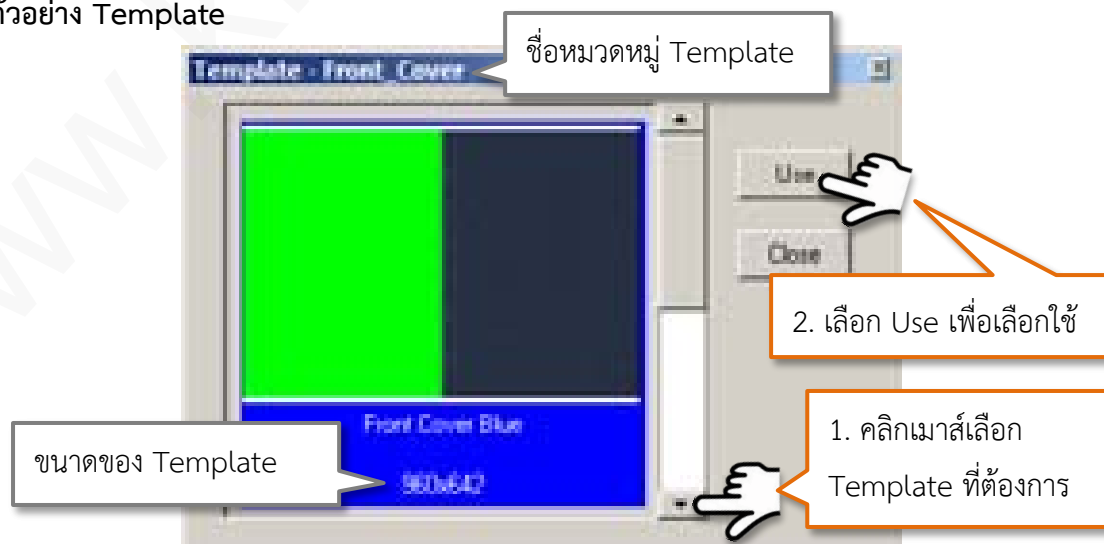 ตัวอย่าง Template
ชื่อหมวดหมู่ Template
Template - Front_Cover
Use
Close
2. เลือก Use เพื่อเลือกใช้
Front Cover Blue
1. คลิกเมาส์เลือก
Template ที่ต้องการ
ขนาดของ Template
960x642